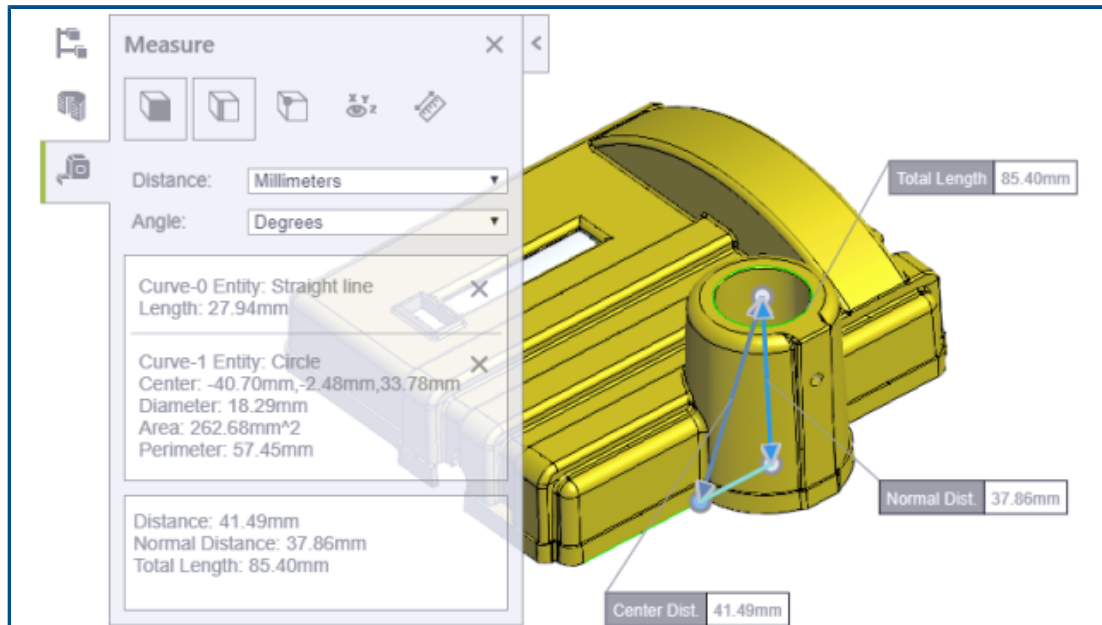 Measure
X Y
Z
Distance: Millimeters
Angle: Degrees
Curve-0 Entity: Straight line
Length: 27.94mm
Curve-1 Entity: Circle
Center: -40.70mm,-2.48mm,33.78mm
Diameter: 18.29mm
Area: 262.68mm^2
Perimeter: 57.45mm
Distance: 41.49mm
Normal Distance: 37.86mm
Total Length: 85.40mm
Total Length 85.40mm
Normal Dist. 37.86mm
Center Dist. 41.49mm